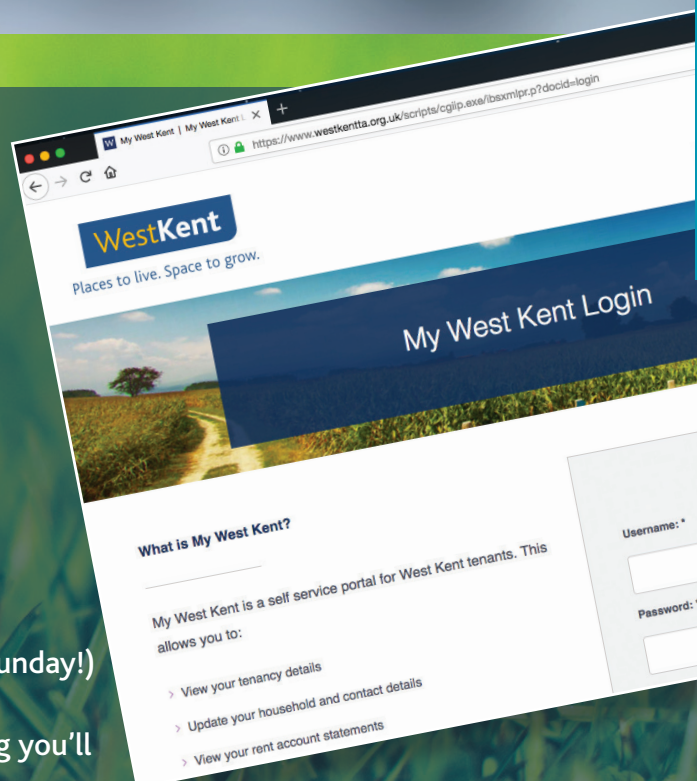 My West Kent | My West Kent L
https://www.westkentta.org.uk/scripts/cgiip.exe/ibsxmlpr.p?docid=login
WestKent
Places to live. Space to grow.
My West Kent Login
What is My West Kent?
My West Kent is a self service portal for West Kent tenants. This
allows you to:
> View your tenancy details
> Update your household and contact details
> View your rent account statements
Username: *
Password: *
unday!)
g you'll